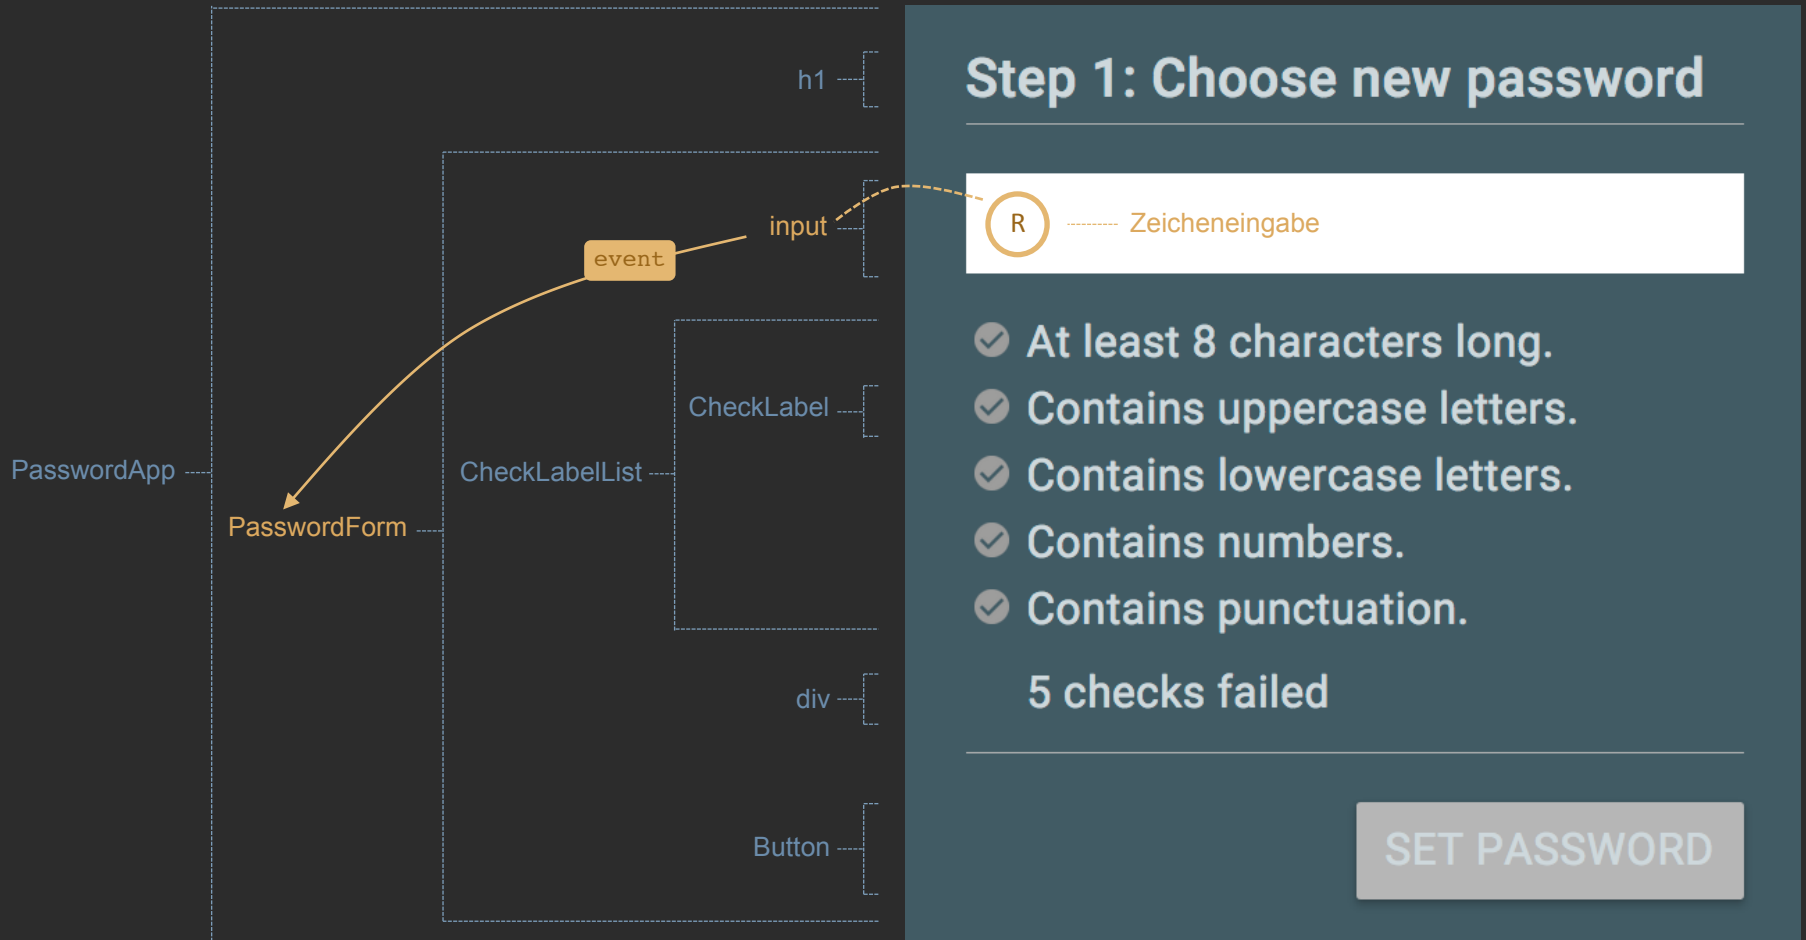 h1
input
event
CheckLabel
PasswordApp
CheckLabelList
PasswordForm
div
Button
Step 1: Choose new password
R
Zeicheneingabe
At least 8 characters long.
Contains uppercase letters.
Contains lowercase letters.
Contains numbers.
Contains punctuation.
5 checks failed
SET PASSWORD